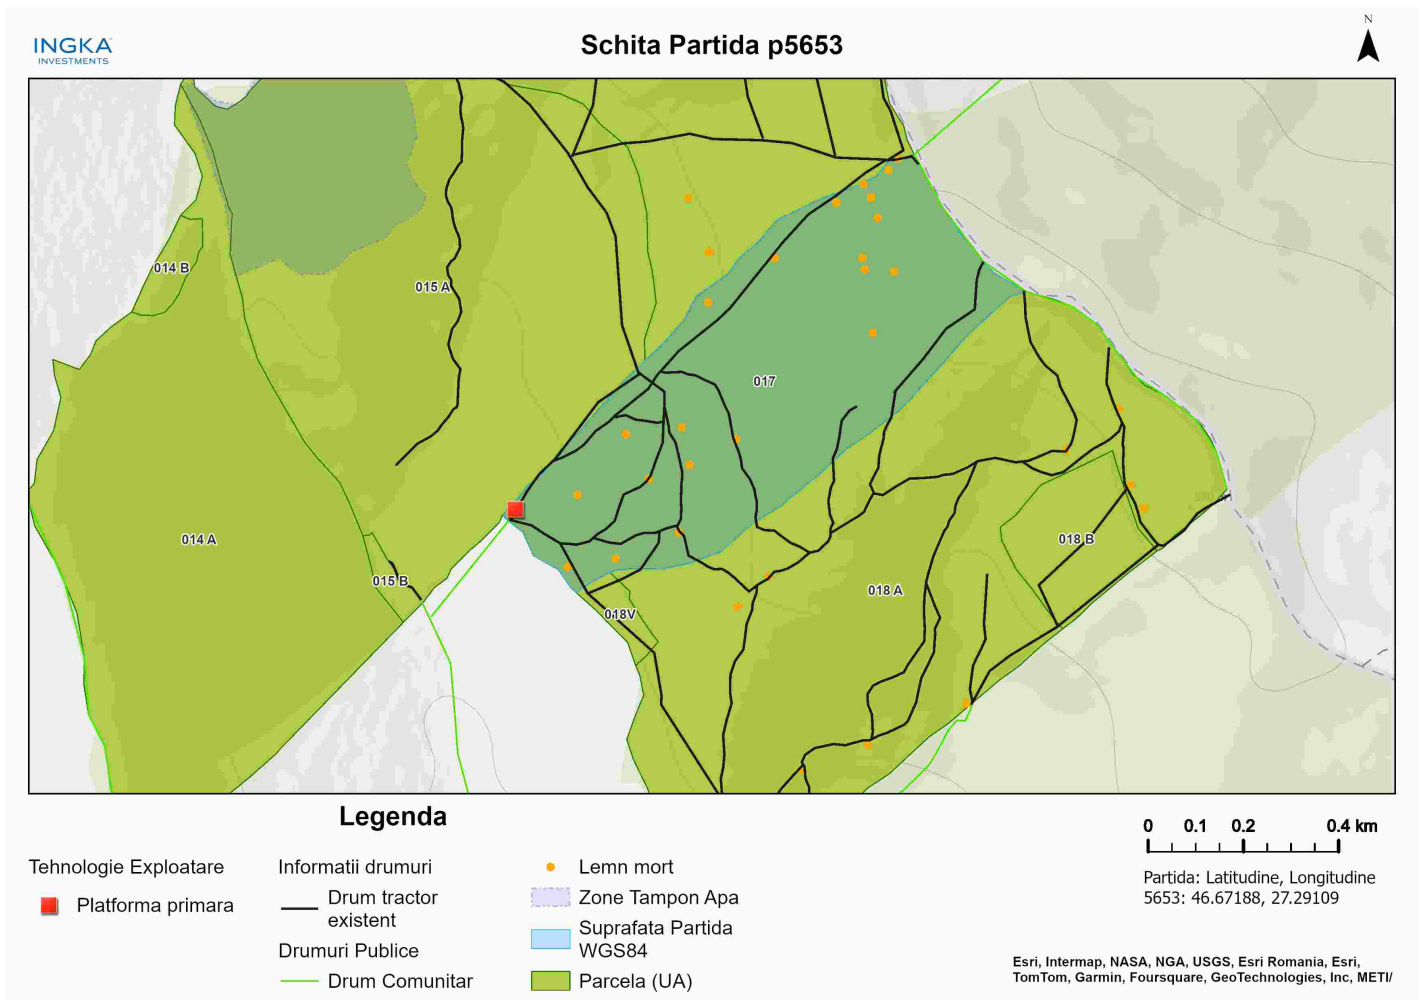 INGKA
INVESTMENTS
Schita Partida p5653
N
014 B
015 A
017
014 A
015 B
018V
018 A
018 B
Legenda
Tehnologie Exploatare
Platforma primara
Informatii drumuri
Drum tractor
existent
Drumuri Publice
Drum Comunitar
Lemn mort
Zone Tampon Apa
Suprafata Partida
WGS84
Parcela (UA)
0 0.1 0.2 0.4 km
Partida: Latitudine, Longitudine
5653: 46.67188, 27.29109
Esri, Intermap, NASA, NGA, USGS, Esri Romania, Esri,
TomTom, Garmin, Foursquare, GeoTechnologies, Inc, METI/